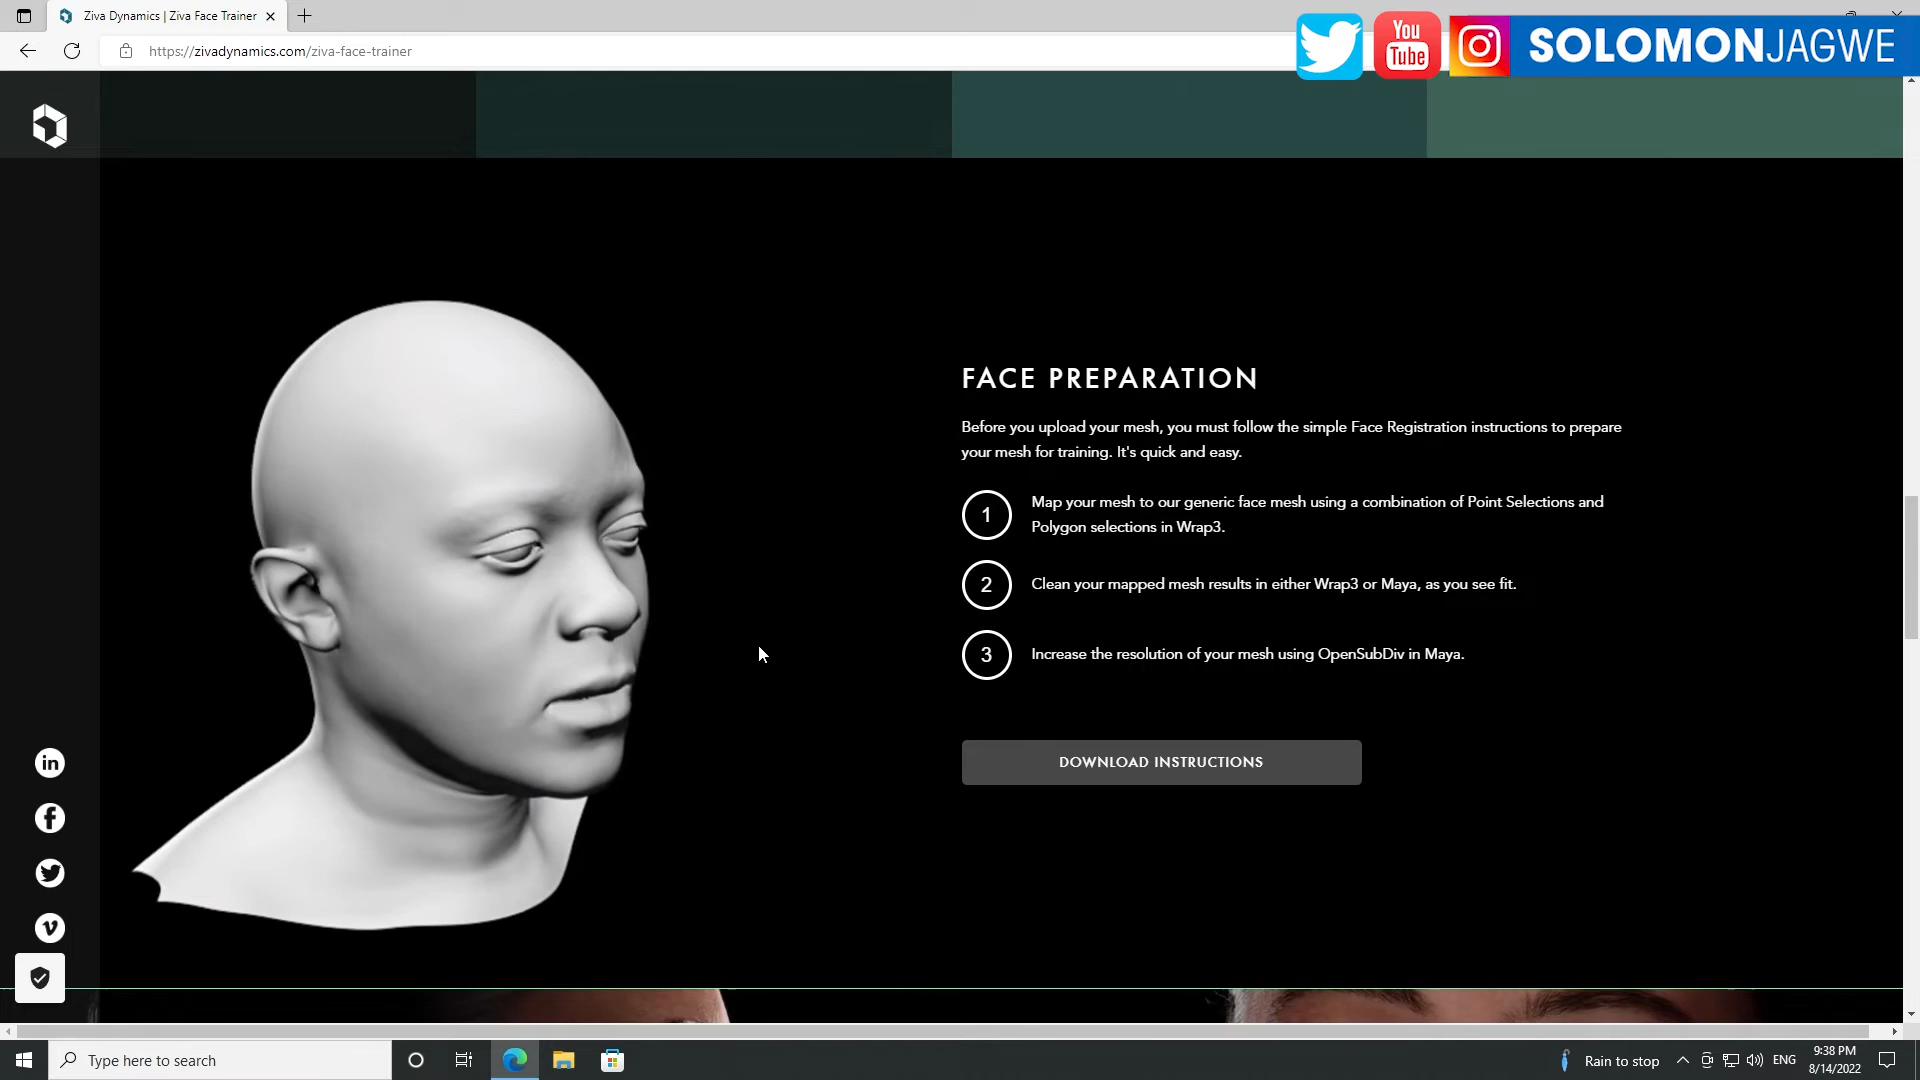 Ziva Dynamics | Ziva Face Trainer
https://zivadynamics.com/ziva-face-trainer
You
Tube
SOLOMONJAGWE
FACE PREPARATION
Before you upload your mesh, you must follow the simple Face Registration instructions to prepare
your mesh for training. It's quick and easy.
1
Map your mesh to our generic face mesh using a combination of Point Selections and
Polygon selections in Wrap3.
2
Clean your mapped mesh results in either Wrap3 or Maya, as you see fit.
3
Increase the resolution of your mesh using OpenSubDiv in Maya.
DOWNLOAD INSTRUCTIONS
in
f
v
Type here to search
Rain to stop
ENG
9:38 PM
8/14/2022